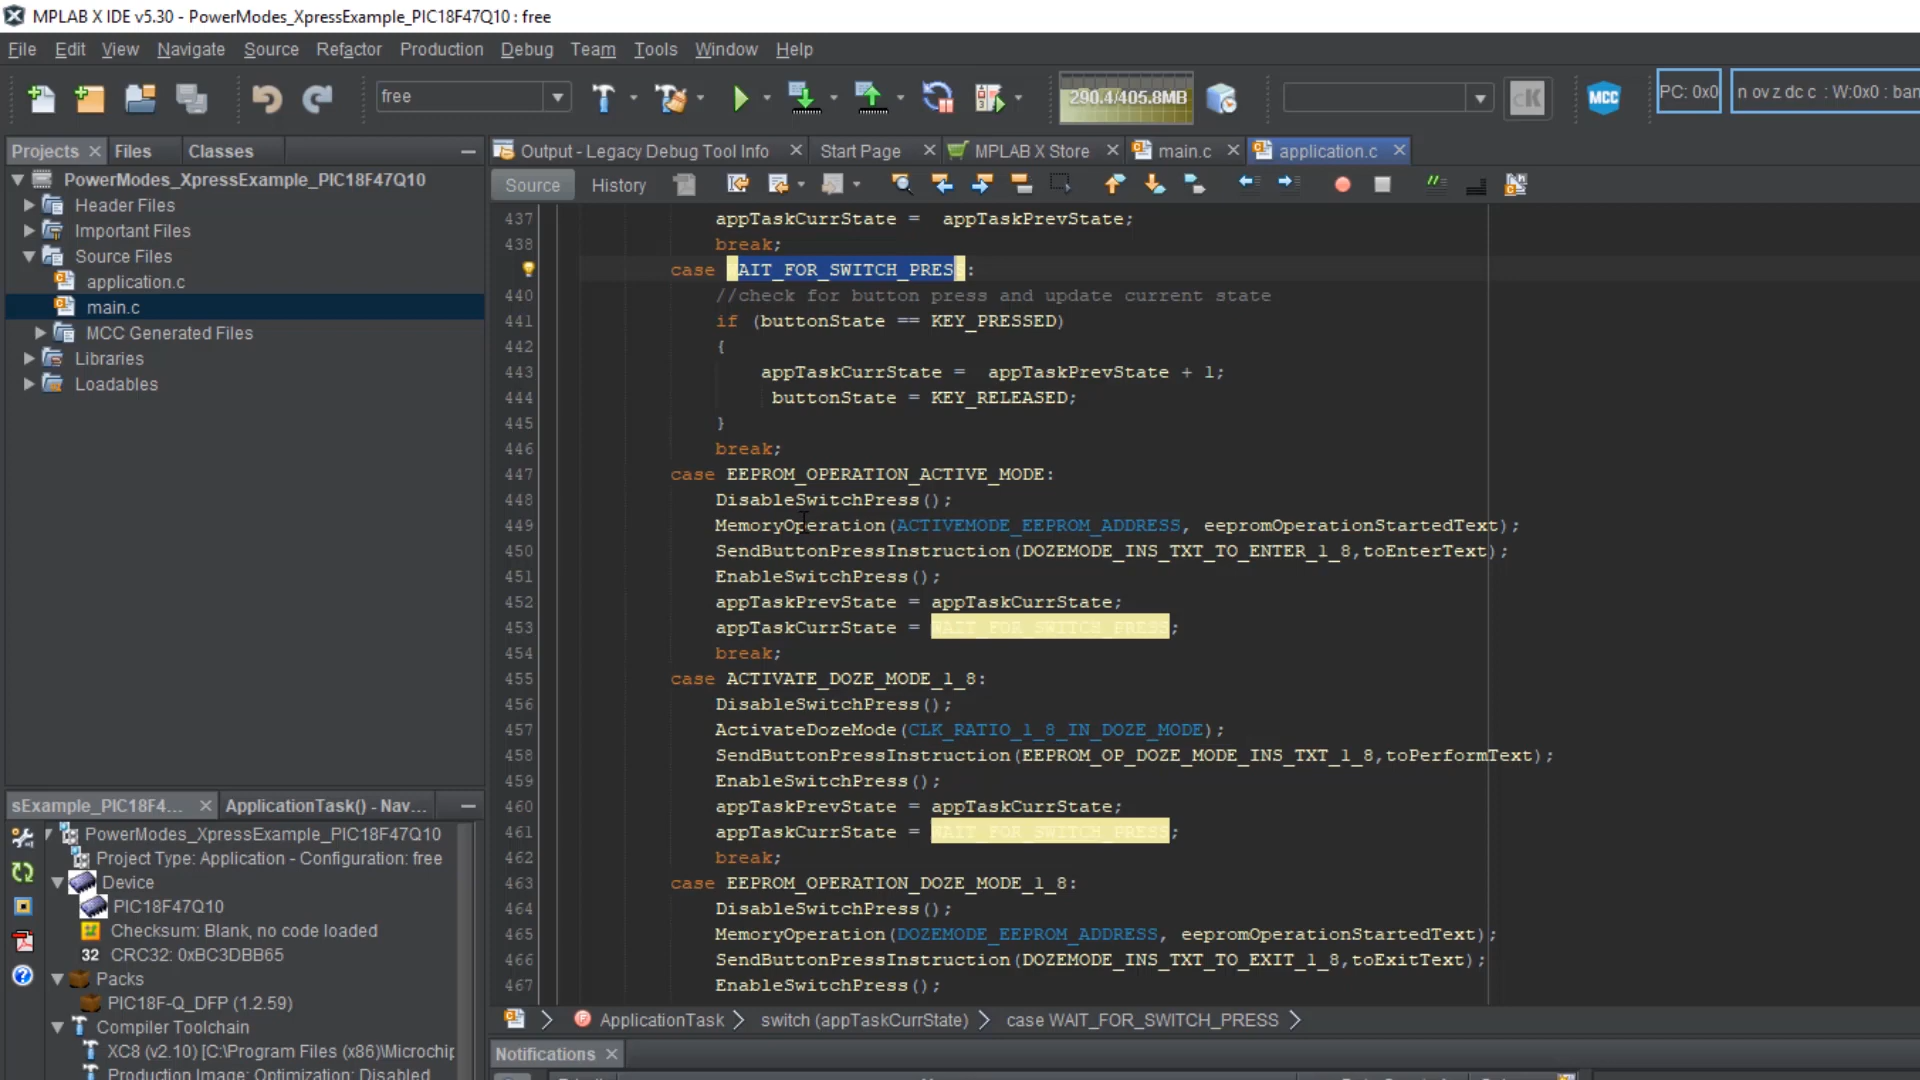 MPLAB X IDE v5.30 - PowerModes_XpressExample_PIC18F47Q10 : free
File Edit View Navigate Source Refactor Production Debug Team Tools Window Help
free
290.4/405.8MB
MCC
PC: 0x0
n ov z dc c : W:0x0 : ban
Projects Files Classes
Output - Legacy Debug Tool Info Start Page MPLAB X Store main.c application.c
Source History
PowerModes_XpressExample_PIC18F47Q10
Header Files
Important Files
Source Files
application.c
main.c
MCC Generated Files
Libraries
Loadables
437 appTaskCurrState = appTaskPrevState;
438 break;
case WAIT_FOR_SWITCH_PRESS:
440 //check for button press and update current state
441 if (buttonState == KEY_PRESSED)
442 {
443 appTaskCurrState = appTaskPrevState + 1;
444 buttonState = KEY_RELEASED;
445 }
446 break;
447 case EEPROM_OPERATION_ACTIVE_MODE:
448 DisableSwitchPress();
449 MemoryOperation(ACTIVEMODE_EEPROM_ADDRESS, eepromOperationStartedText);
450 SendButtonPressInstruction(DOZEMODE_INS_TXT_TO_ENTER_1_8,toEnterText);
451 EnableSwitchPress();
452 appTaskPrevState = appTaskCurrState;
453 appTaskCurrState = WAIT_FOR_SWITCH_PRESS;
454 break;
455 case ACTIVATE_DOZE_MODE_1_8:
456 DisableSwitchPress();
457 ActivateDozeMode(CLK_RATIO_1_8_IN_DOZE_MODE);
458 SendButtonPressInstruction(EEPROM_OP_DOZE_MODE_INS_TXT_1_8,toPerformText);
459 EnableSwitchPress();
460 appTaskPrevState = appTaskCurrState;
461 appTaskCurrState = WAIT_FOR_SWITCH_PRESS;
462 break;
463 case EEPROM_OPERATION_DOZE_MODE_1_8:
464 DisableSwitchPress();
465 MemoryOperation(DOZEMODE_EEPROM_ADDRESS, eepromOperationStartedText);
466 SendButtonPressInstruction(DOZEMODE_INS_TXT_TO_EXIT_1_8,toExitText);
467 EnableSwitchPress();
sExample_PIC18F4... ApplicationTask() - Nav...
PowerModes_XpressExample_PIC18F47Q10
Project Type: Application - Configuration: free
Device
PIC18F47Q10
Checksum: Blank, no code loaded
32 CRC32: 0xBC3DBB65
Packs
PIC18F-Q_DFP (1.2.59)
Compiler Toolchain
XC8 (v2.10) [C:\Program Files (x86)\Microchip
Production Image: Optimization: Disabled
ApplicationTask switch (appTaskCurrState) case WAIT_FOR_SWITCH_PRESS
Notifications